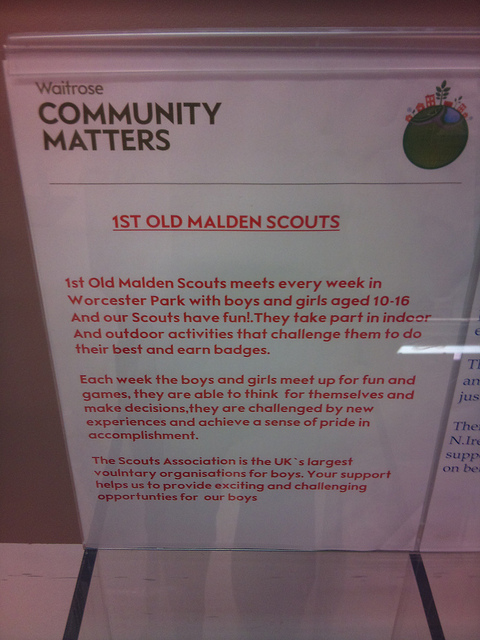 Waitrose
COMMUNITY
MATTERS
1ST OLD MALDEN SCOUTS
1st Old Malden Scouts meets every week in
Worcester Park with boys and girls aged 10-16
And our Scouts have fun!.They take part in indoor
And outdoor activities that challenge them to do
their best and earn badges.
Each week the boys and girls meet up for fun and
games, they are able to think for themselves and
make decisions,they are challenged by new
experiences and achieve a sense of pride in
accomplishment.
The Scouts Association is the UK`s largest
voulntary organisations for boys. Your support
helps us to provide exciting and challenging
opportunties for our boys
N.Ire
on be